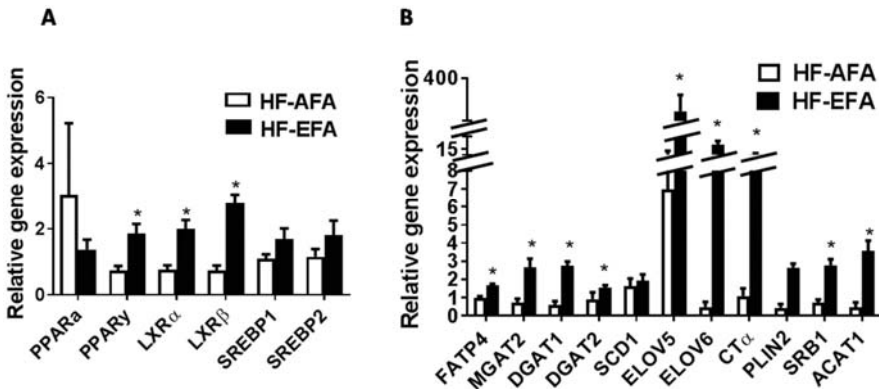 A
Relative gene expression
6
4
2
0
HF-AFA
HF-EFA
*
*
*
PPARa
PPARy
LXRα
LXRβ
SREBP1
SREBP2
B
Relative gene expression
400
15
8
7
6
5
4
3
2
1
0
HF-AFA
HF-EFA
*
*
*
*
*
*
*
*
*
FATP4
MGAT2
DGAT1
DGAT2
SCD1
ELOV5
ELOV6
CTα
PLIN2
SRB1
ACAT1